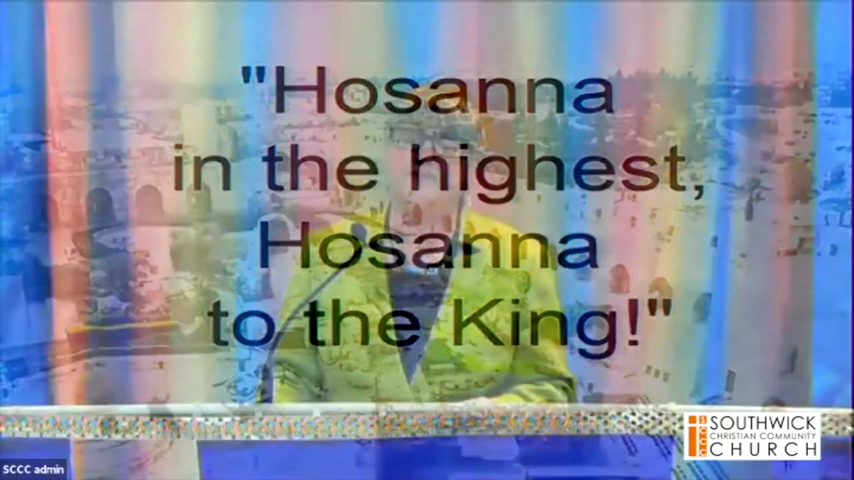 "Hosanna
in the highest,
Hosanna
to the King!"
SOUTHWICK
CHRISTIAN COMMUNITY
CHURCH
SCCC admin